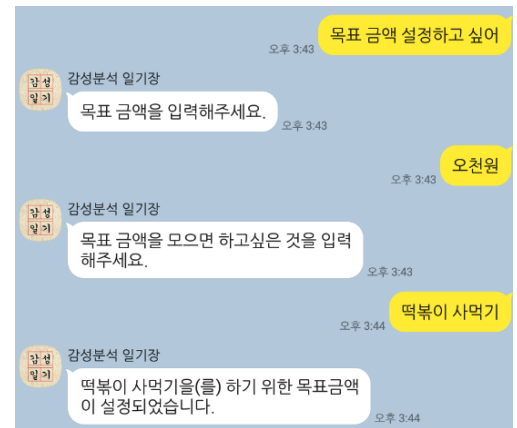 목표 금액 설정하고 싶어
오후 3:43
감성
일기
감성분석 일기장
목표 금액을 입력해주세요.
오후 3:43
오천원
오후 3:43
감성
일기
감성분석 일기장
목표 금액을 모으면 하고싶은 것을 입력
해주세요.
오후 3:43
떡볶이 사먹기
오후 3:44
감성
일기
감성분석 일기장
떡볶이 사먹기을(를) 하기 위한 목표금액
이 설정되었습니다.
오후 3:44